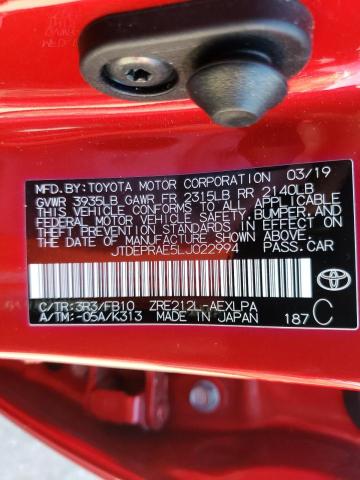 MFD.BY:TOYOTA MOTOR CORPORATION 03/19
GVWR 3935LB GAWR FR 2315LB RR 2140LB
THIS VEHICLE CONFORMS TO ALL APPLICABLE
FEDERAL MOTOR VEHICLE SAFETY, BUMPER, AND
THEFT PREVENTION STANDARDS IN EFFECT ON
THE DATE OF MANUFACTURE SHOWN ABOVE.
JTDEPRAE5LJ022994 PASS.CAR
C/TR:3R3/FB10 ZRE212L-AEXLPA
A/TM:-05A/K313 MADE IN JAPAN 187 C
TOYOTA